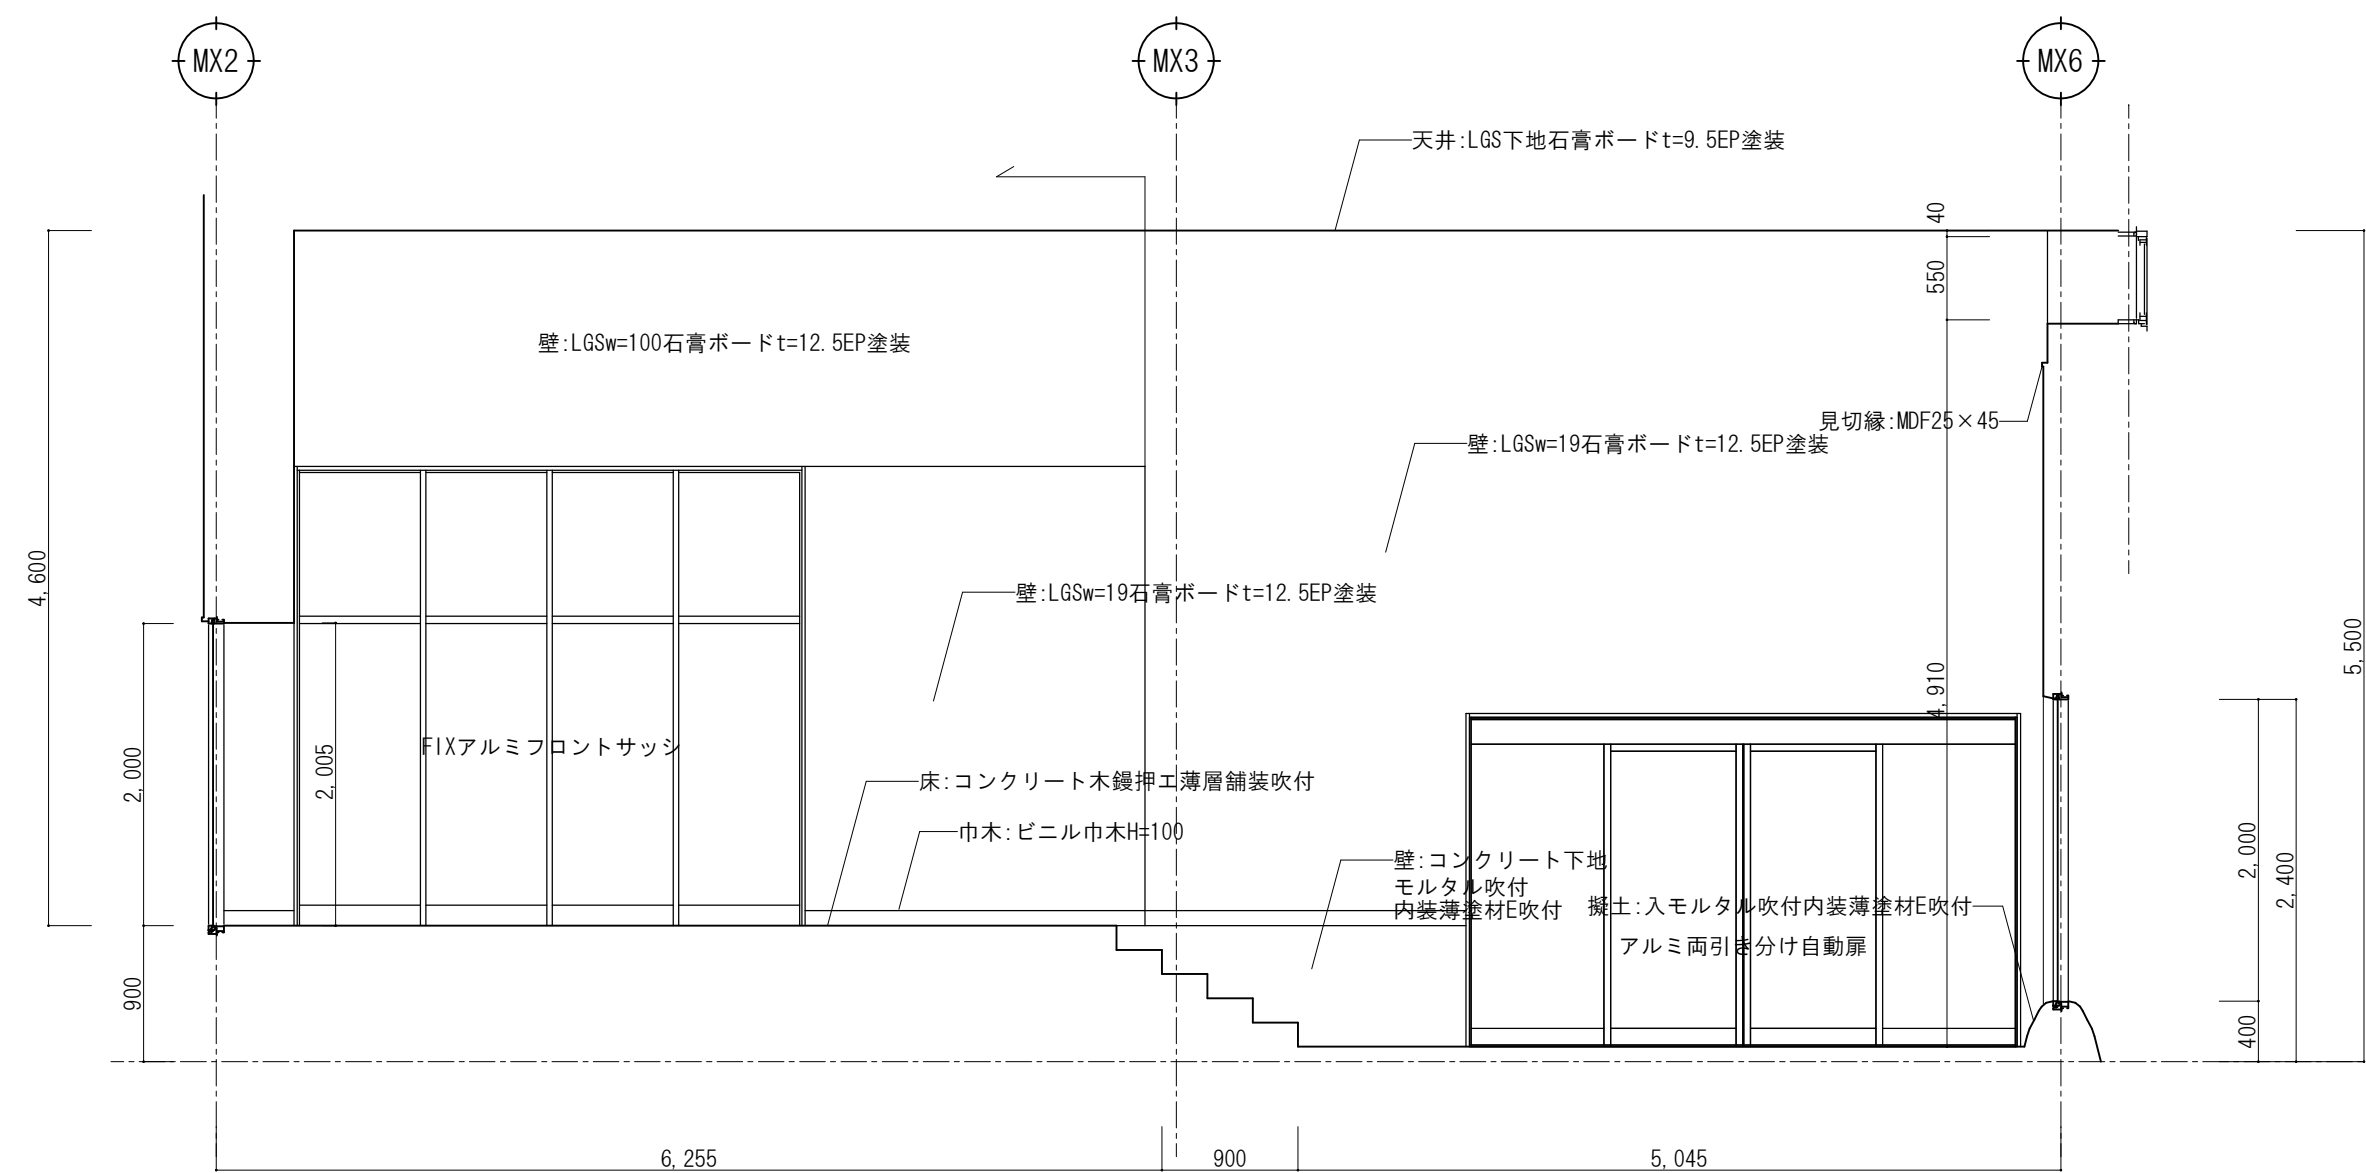 MX2
MX3
MX6
天井:LGS下地石膏ボードt=9.5EP塗装
40
550
壁:LGSw=100石膏ボードt=12.5EP塗装
見切縁:MDF25×45
壁:LGSw=19石膏ボードt=12.5EP塗装
4,600
壁:LGSw=19石膏ボードt=12.5EP塗装
5,500
4,910
FIXアルミフロントサッシ
2,000
2,005
床:コンクリート木鏝押エ薄層舗装吹付
巾木:ビニル巾木H=100
壁:コンクリート下地
モルタル吹付
内装薄塗材E吹付
擬土:入モルタル吹付内装薄塗材E吹付
アルミ両引き分け自動扉
2,000
2,400
900
400
6,255
900
5,045